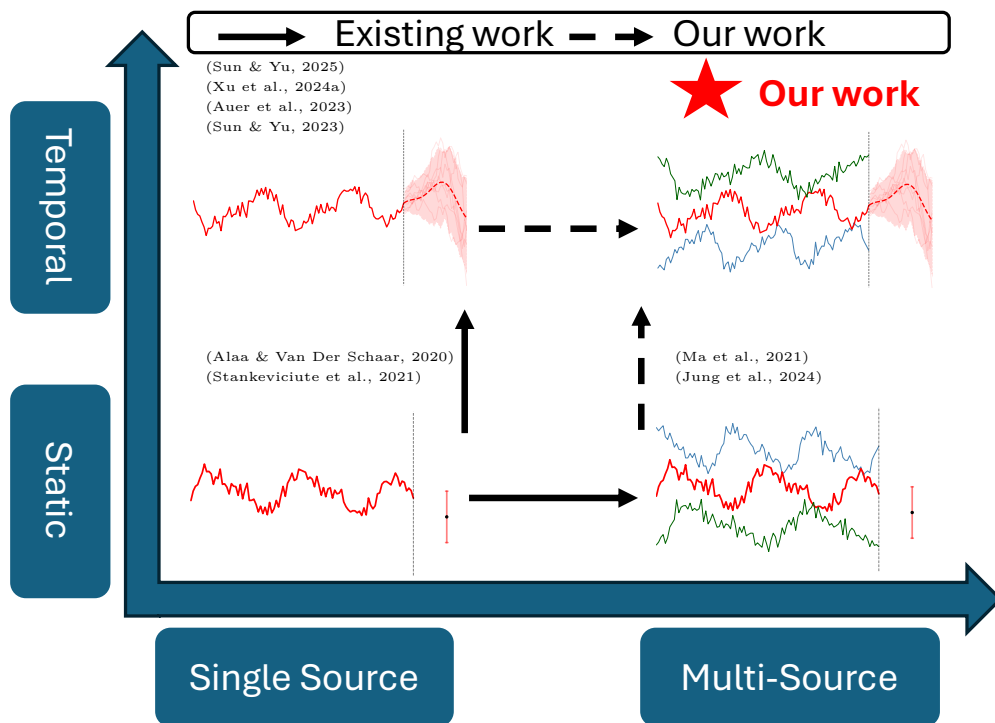 Existing work
Our work
(Sun & Yu, 2025)
(Xu et al., 2024a)
(Auer et al., 2023)
(Sun & Yu, 2023)
Our work
Temporal
(Alaa & Van Der Schaar, 2020)
(Stankeviciute et al., 2021)
(Ma et al., 2021)
(Jung et al., 2024)
Static
Single Source
Multi-Source